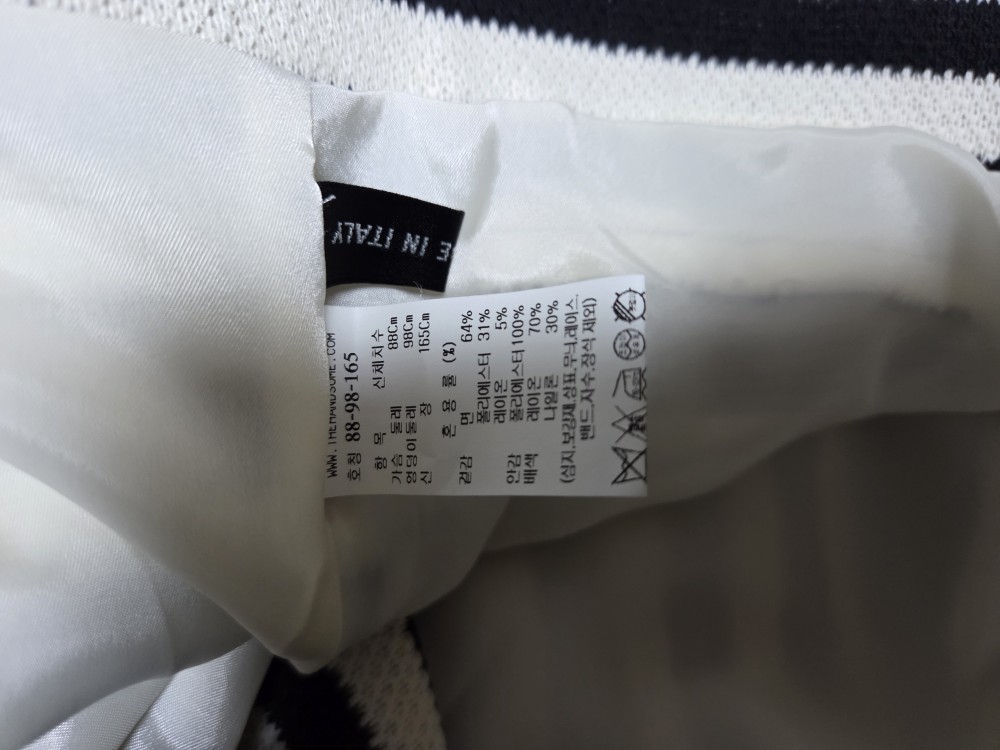 E IN ITALY
WWW.THEHANDSOME.COM
호칭 88-98-165
항 목 신체치수
가슴 둘레 88Cm
엉덩이둘레 98Cm
신 장 165Cm
혼 용 률 (%)
겉감 면 64%
폴리에스터 31%
레이온 5%
안감 폴리에스터100%
배색 레이온 70%
나일론 30%
(심지,보강재,상표,무늬,레이스,
밴드,자수,장식 제외)